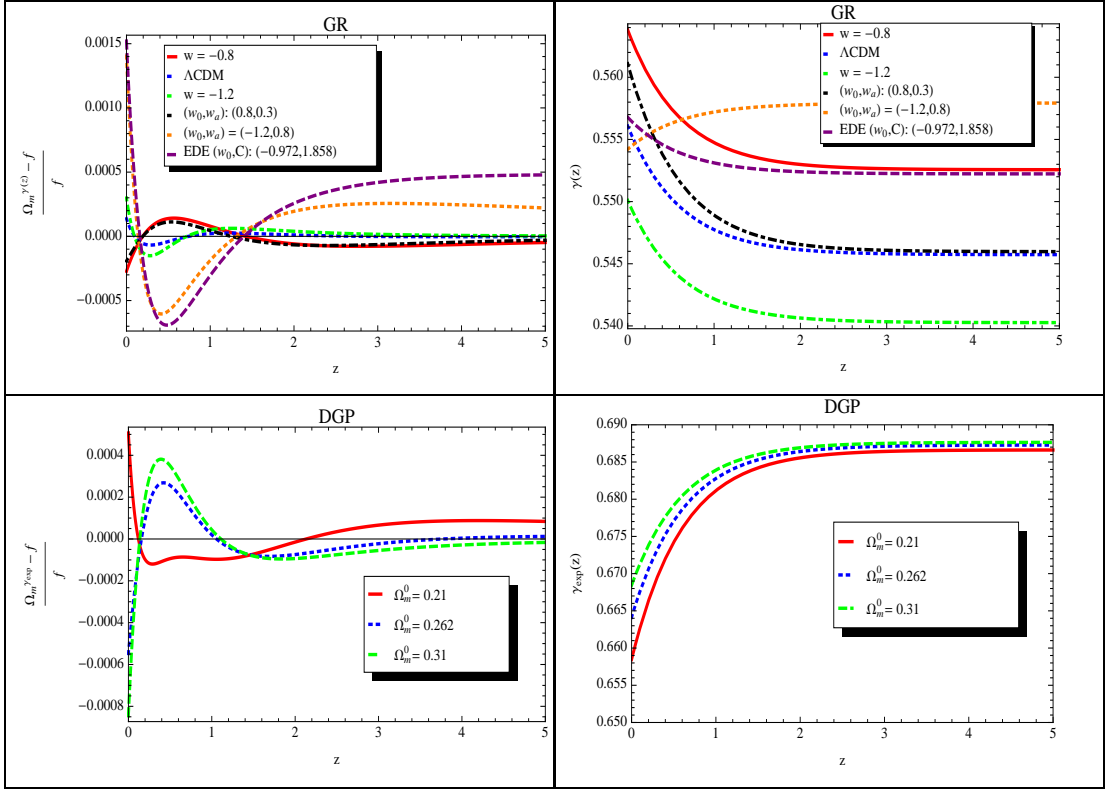 GR
0.0015
0.0010
0.0005
0.0000
−0.0005
w = −0.8
ΛCDM
w = −1.2
(w₀,wₐ): (0.8,0.3)
(w₀,wₐ) = (−1.2,0.8)
EDE (w₀,C): (−0.972,1.858)
Ωₘ^γ(z) − f
f
0 1 2 3 4 5
z
GR
0.560
0.555
0.550
0.545
0.540
w = −0.8
ΛCDM
w = −1.2
(w₀,wₐ): (0.8,0.3)
(w₀,wₐ) = (−1.2,0.8)
EDE (w₀,C): (−0.972,1.858)
γ(z)
0 1 2 3 4 5
z
DGP
0.0004
0.0002
0.0000
−0.0002
−0.0004
−0.0006
−0.0008
Ωₘ⁰ = 0.21
Ωₘ⁰ = 0.262
Ωₘ⁰ = 0.31
Ωₘ^γexp − f
f
0 1 2 3 4 5
z
DGP
0.690
0.685
0.680
0.675
0.670
0.665
0.660
0.655
0.650
Ωₘ⁰ = 0.21
Ωₘ⁰ = 0.262
Ωₘ⁰ = 0.31
γexp(z)
0 1 2 3 4 5
z